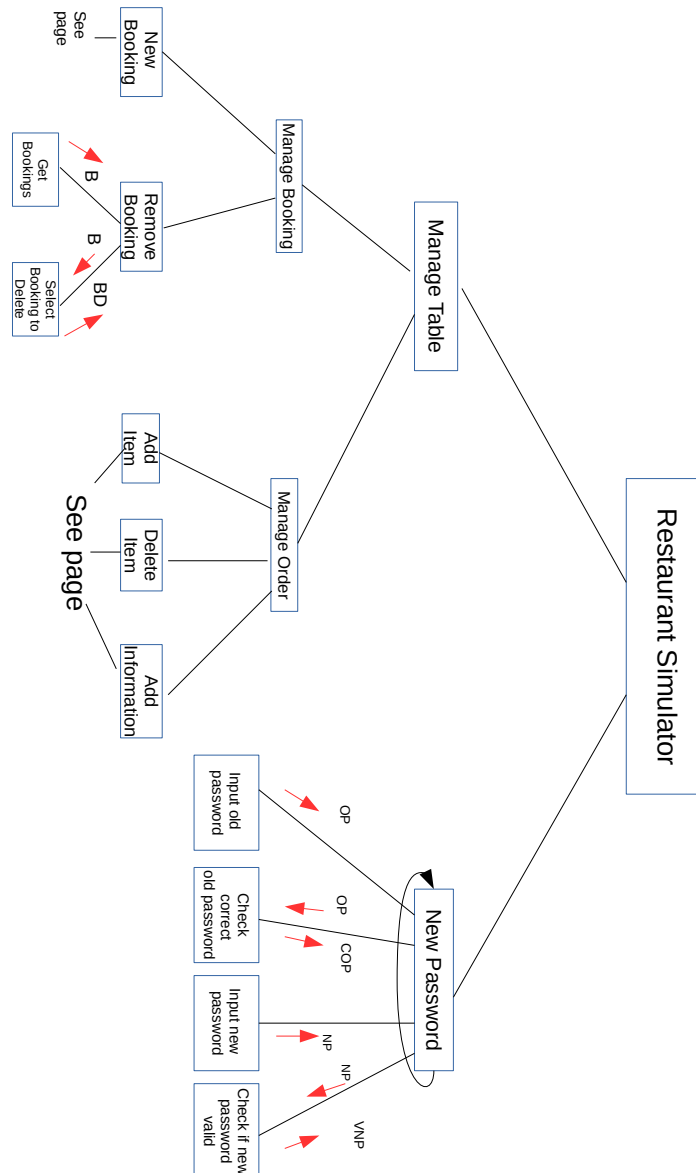 Restaurant Simulator
Manage Table
New Password
Manage Booking
Manage Order
New
Booking
Remove
Booking
Add
Item
Delete
Item
Add
Information
See
page
B
B
BD
Get
Bookings
Select
Booking to
Delete
See page
OP
OP
COP
NP
NP
VNP
Input old
password
Check
correct
old password
Input new
password
Check if new
password
valid